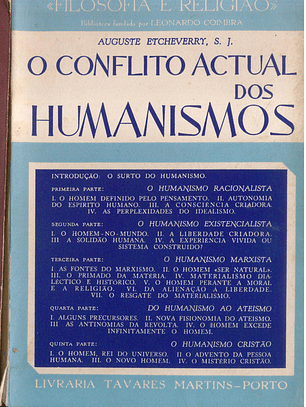 «FILOSOFIA E RELIGIÃO»
Biblioteca fundada por LEONARDO COIMBRA
AUGUSTE ETCHEVERRY, S. J.
O CONFLITO ACTUAL
DOS
HUMANISMOS
INTRODUÇÃO: O SURTO DO HUMANISMO.
PRIMEIRA PARTE: O HUMANISMO RACIONALISTA
I. O HOMEM DEFINIDO PELO PENSAMENTO. II. AUTONOMIA
DO ESPIRITO HUMANO. III. A CONSCIÊNCIA CRIADORA
IV. AS PERPLEXIDADES DO IDEALISMO.
SEGUNDA PARTE: O HUMANISMO EXISTENCIALISTA
I. O HOMEM-NO-MUNDO. II. A LIBERDADE CRIADORA.
III A SOLIDÃO HUMANA. IV. A EXPERIÊNCIA VIVIDA OU
SISTEMA CONSTRUIDO?
TERCEIRA PARTE: O HUMANISMO MARXISTA
I. AS FONTES DO MARXISMO. II. O HOMEM «SER NATURAL».
III. O PRIMADO DA MATERIA. IV. MATERIALISMO DIA-
LÉCTICO E HISTÓRICO. V. O HOMEM PERANTE A MORAL
E A RELIGIÃO. VI. DA ALIENAÇÃO À LIBERDADE.
VII. O RESGATE DO MATERIALISMO.
QUARTA PARTE: DO HUMANISMO AO ATEISMO
I. ALGUNS PRECURSORES. II. NOVA FISIONOMIA DO ATEISMO.
III AS ANTINOMIAS DA REVOLTA. IV. O HOMEM EXCEDE
INFINITAMENTE O HOMEM.
QUINTA PARTE: O HUMANISMO CRISTÃO
I. O HOMEM, REI DO UNIVERSO. II O ADVENTO DA PESSOA
HUMANA. III. O NOVO HOMEM. IV. O MISTÉRIO CRISTÃO.
LIVRARIA TAVARES MARTINS-PORTO